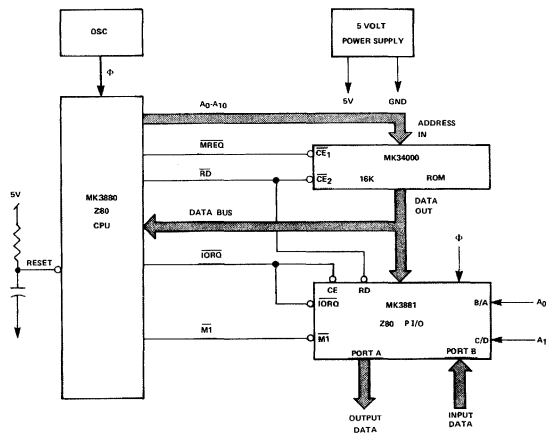 OSC
Φ
5 VOLT
POWER SUPPLY
5V
GND
A0-A10
ADDRESS
IN
MREQ
CE1
RD
CE2
MK34000
16K ROM
5V
MK3880
Z80
CPU
DATA BUS
DATA
OUT
RESET
IORQ
Φ
CE
RD
IORQ
MK3881
Z80 P I/O
B/A
A0
M1
M1
C/D
A1
PORT A
PORT B
OUTPUT
DATA
INPUT
DATA